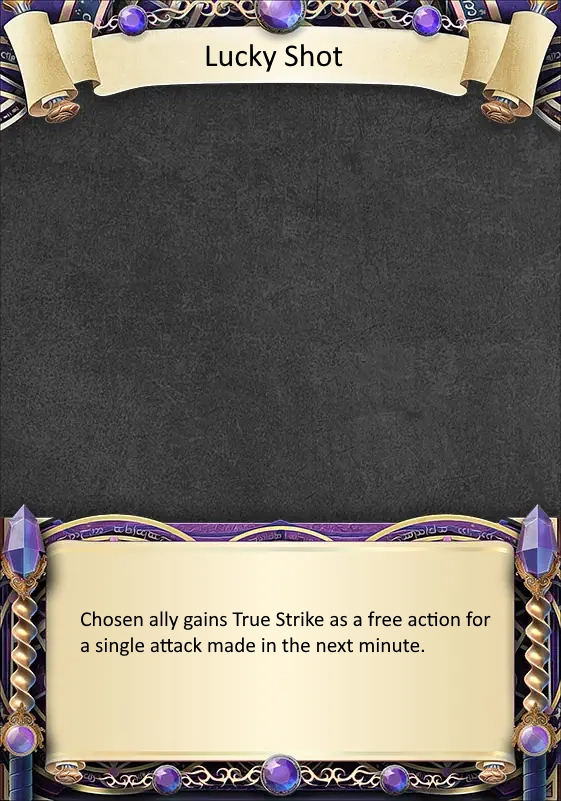 Lucky Shot
Chosen ally gains True Strike as a free action for
a single attack made in the next minute.